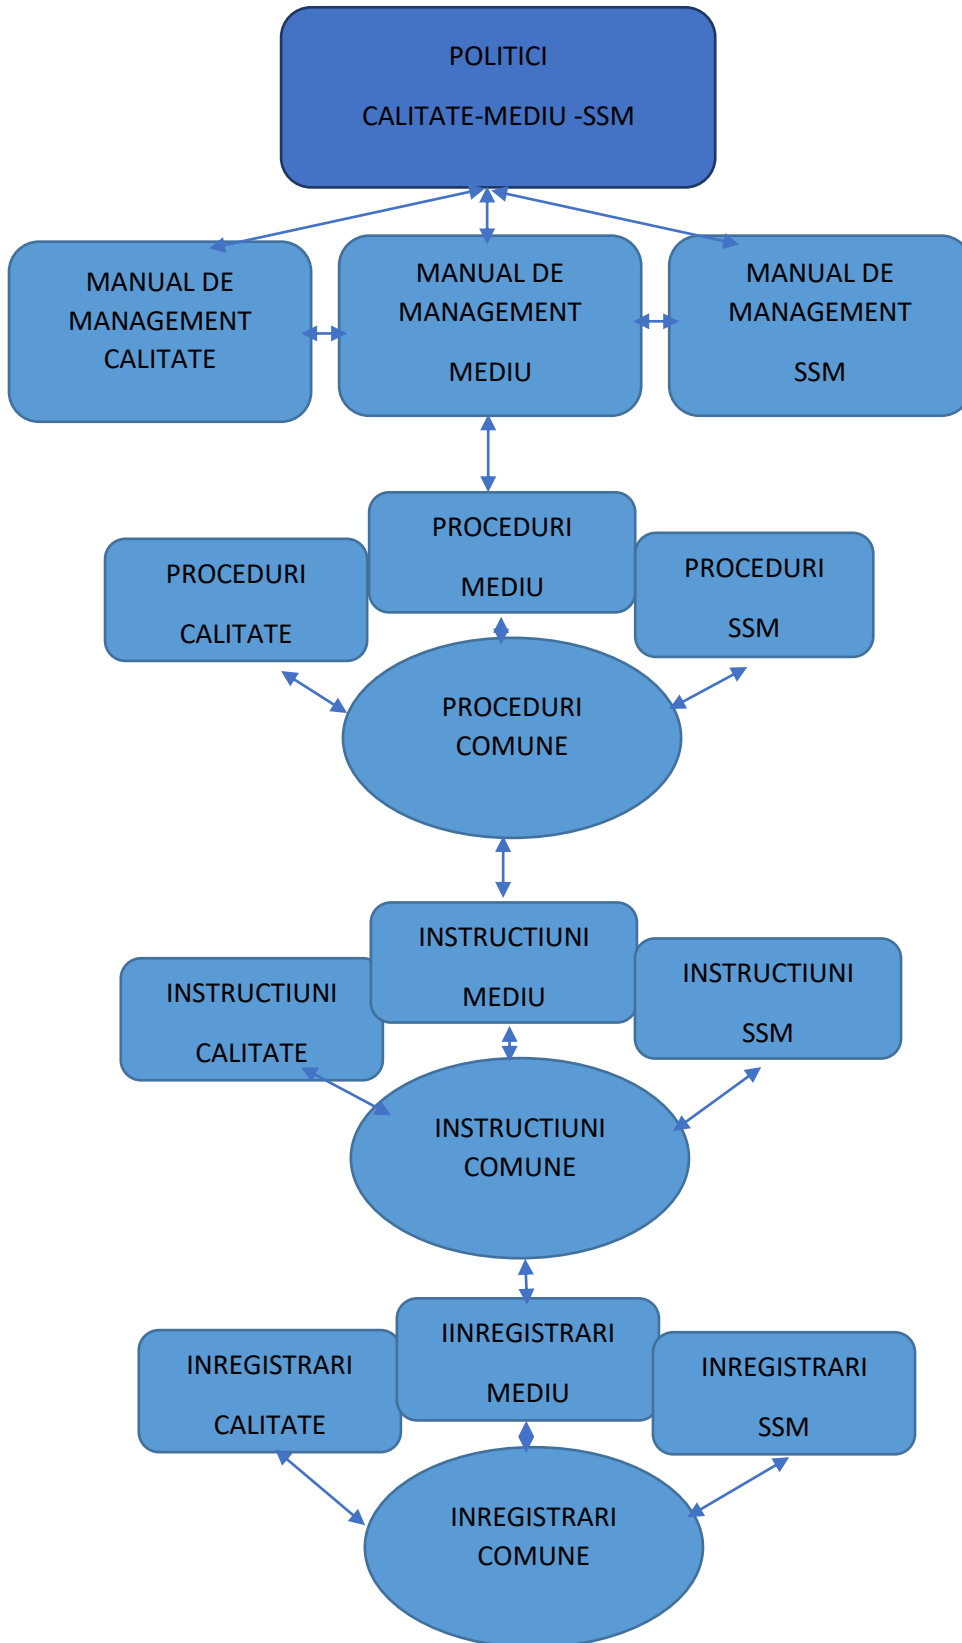 POLITICI
CALITATE-MEDIU -SSM
MANUAL DE
MANAGEMENT
CALITATE
MANUAL DE
MANAGEMENT
MEDIU
MANUAL DE
MANAGEMENT
SSM
PROCEDURI
CALITATE
PROCEDURI
MEDIU
PROCEDURI
SSM
PROCEDURI
COMUNE
INSTRUCTIUNI
CALITATE
INSTRUCTIUNI
MEDIU
INSTRUCTIUNI
SSM
INSTRUCTIUNI
COMUNE
INREGISTRARI
CALITATE
IINREGISTRARI
MEDIU
INREGISTRARI
SSM
INREGISTRARI
COMUNE